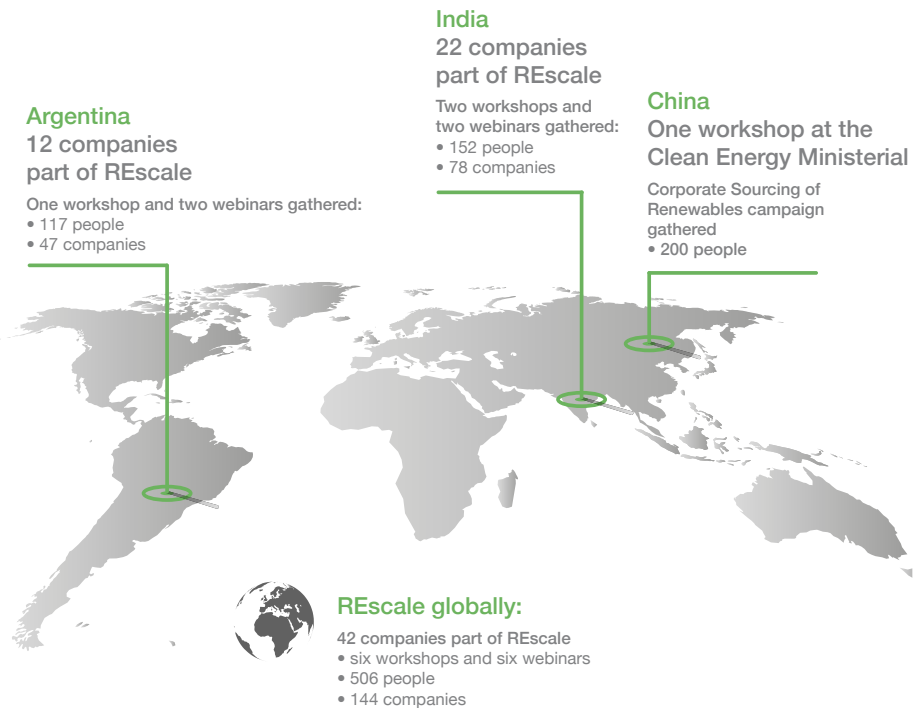 Argentina
12 companies
part of REscale
One workshop and two webinars gathered:
• 117 people
• 47 companies
India
22 companies
part of REscale
Two workshops and
two webinars gathered:
• 152 people
• 78 companies
China
One workshop at the
Clean Energy Ministerial
Corporate Sourcing of
Renewables campaign
gathered
• 200 people
REscale globally:
42 companies part of REscale
• six workshops and six webinars
• 506 people
• 144 companies